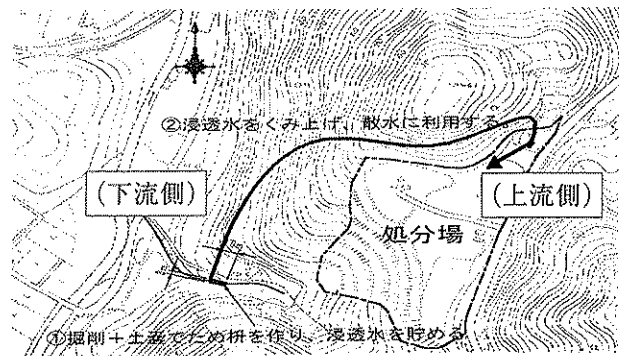 ②浸透水をくみ上げ、散水に利用する
(下流側)
(上流側)
処分場
①掘削+土嚢でため枡を作り、浸透水を貯める